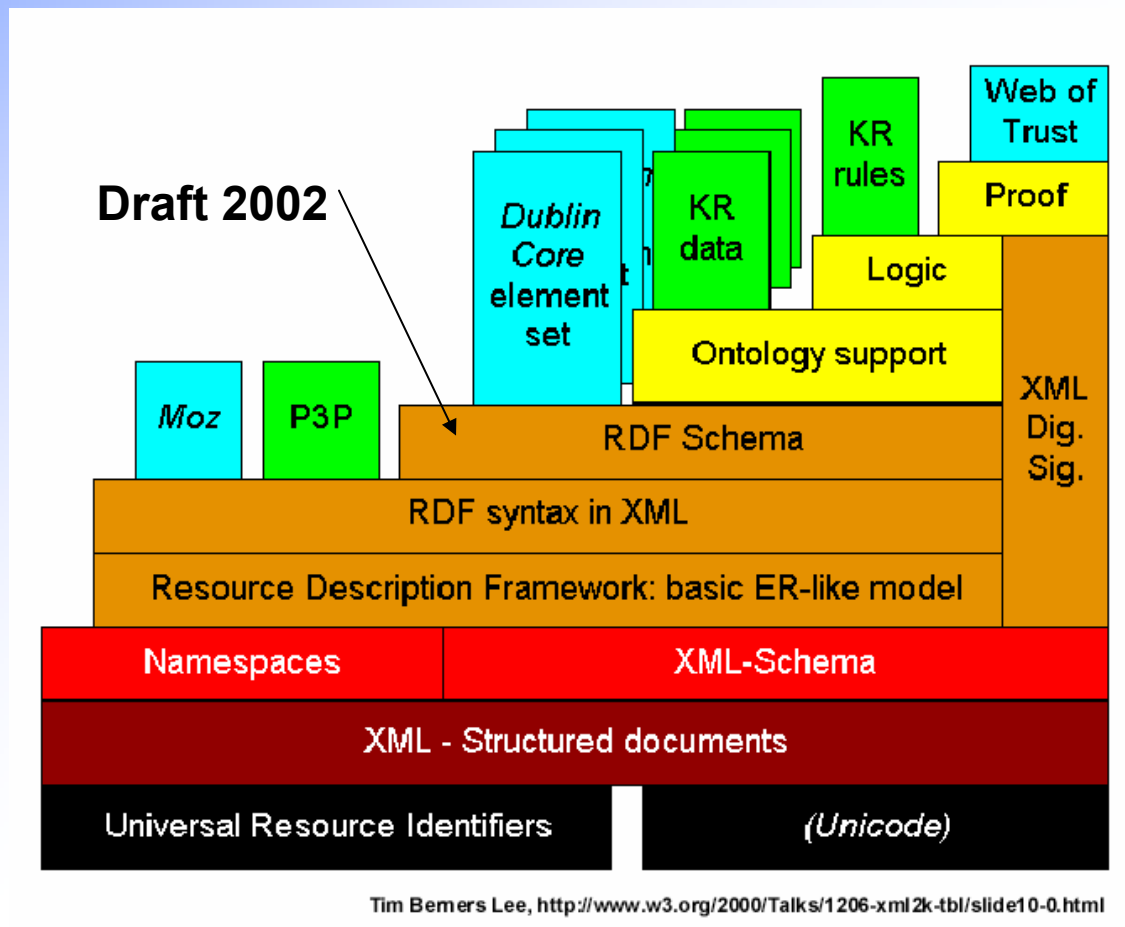 Web of
Trust
KR
rules
Proof
Draft 2002
Dublin
Core
element
set
KR
data
Logic
Ontology support
XML
Dig.
Sig.
Moz
P3P
RDF Schema
RDF syntax in XML
Resource Description Framework: basic ER-like model
Namespaces
XML-Schema
XML - Structured documents
Universal Resource Identifiers
(Unicode)
Tim Berners Lee, http://www.w3.org/2000/Talks/1206-xml2k-tbl/slide10-0.html